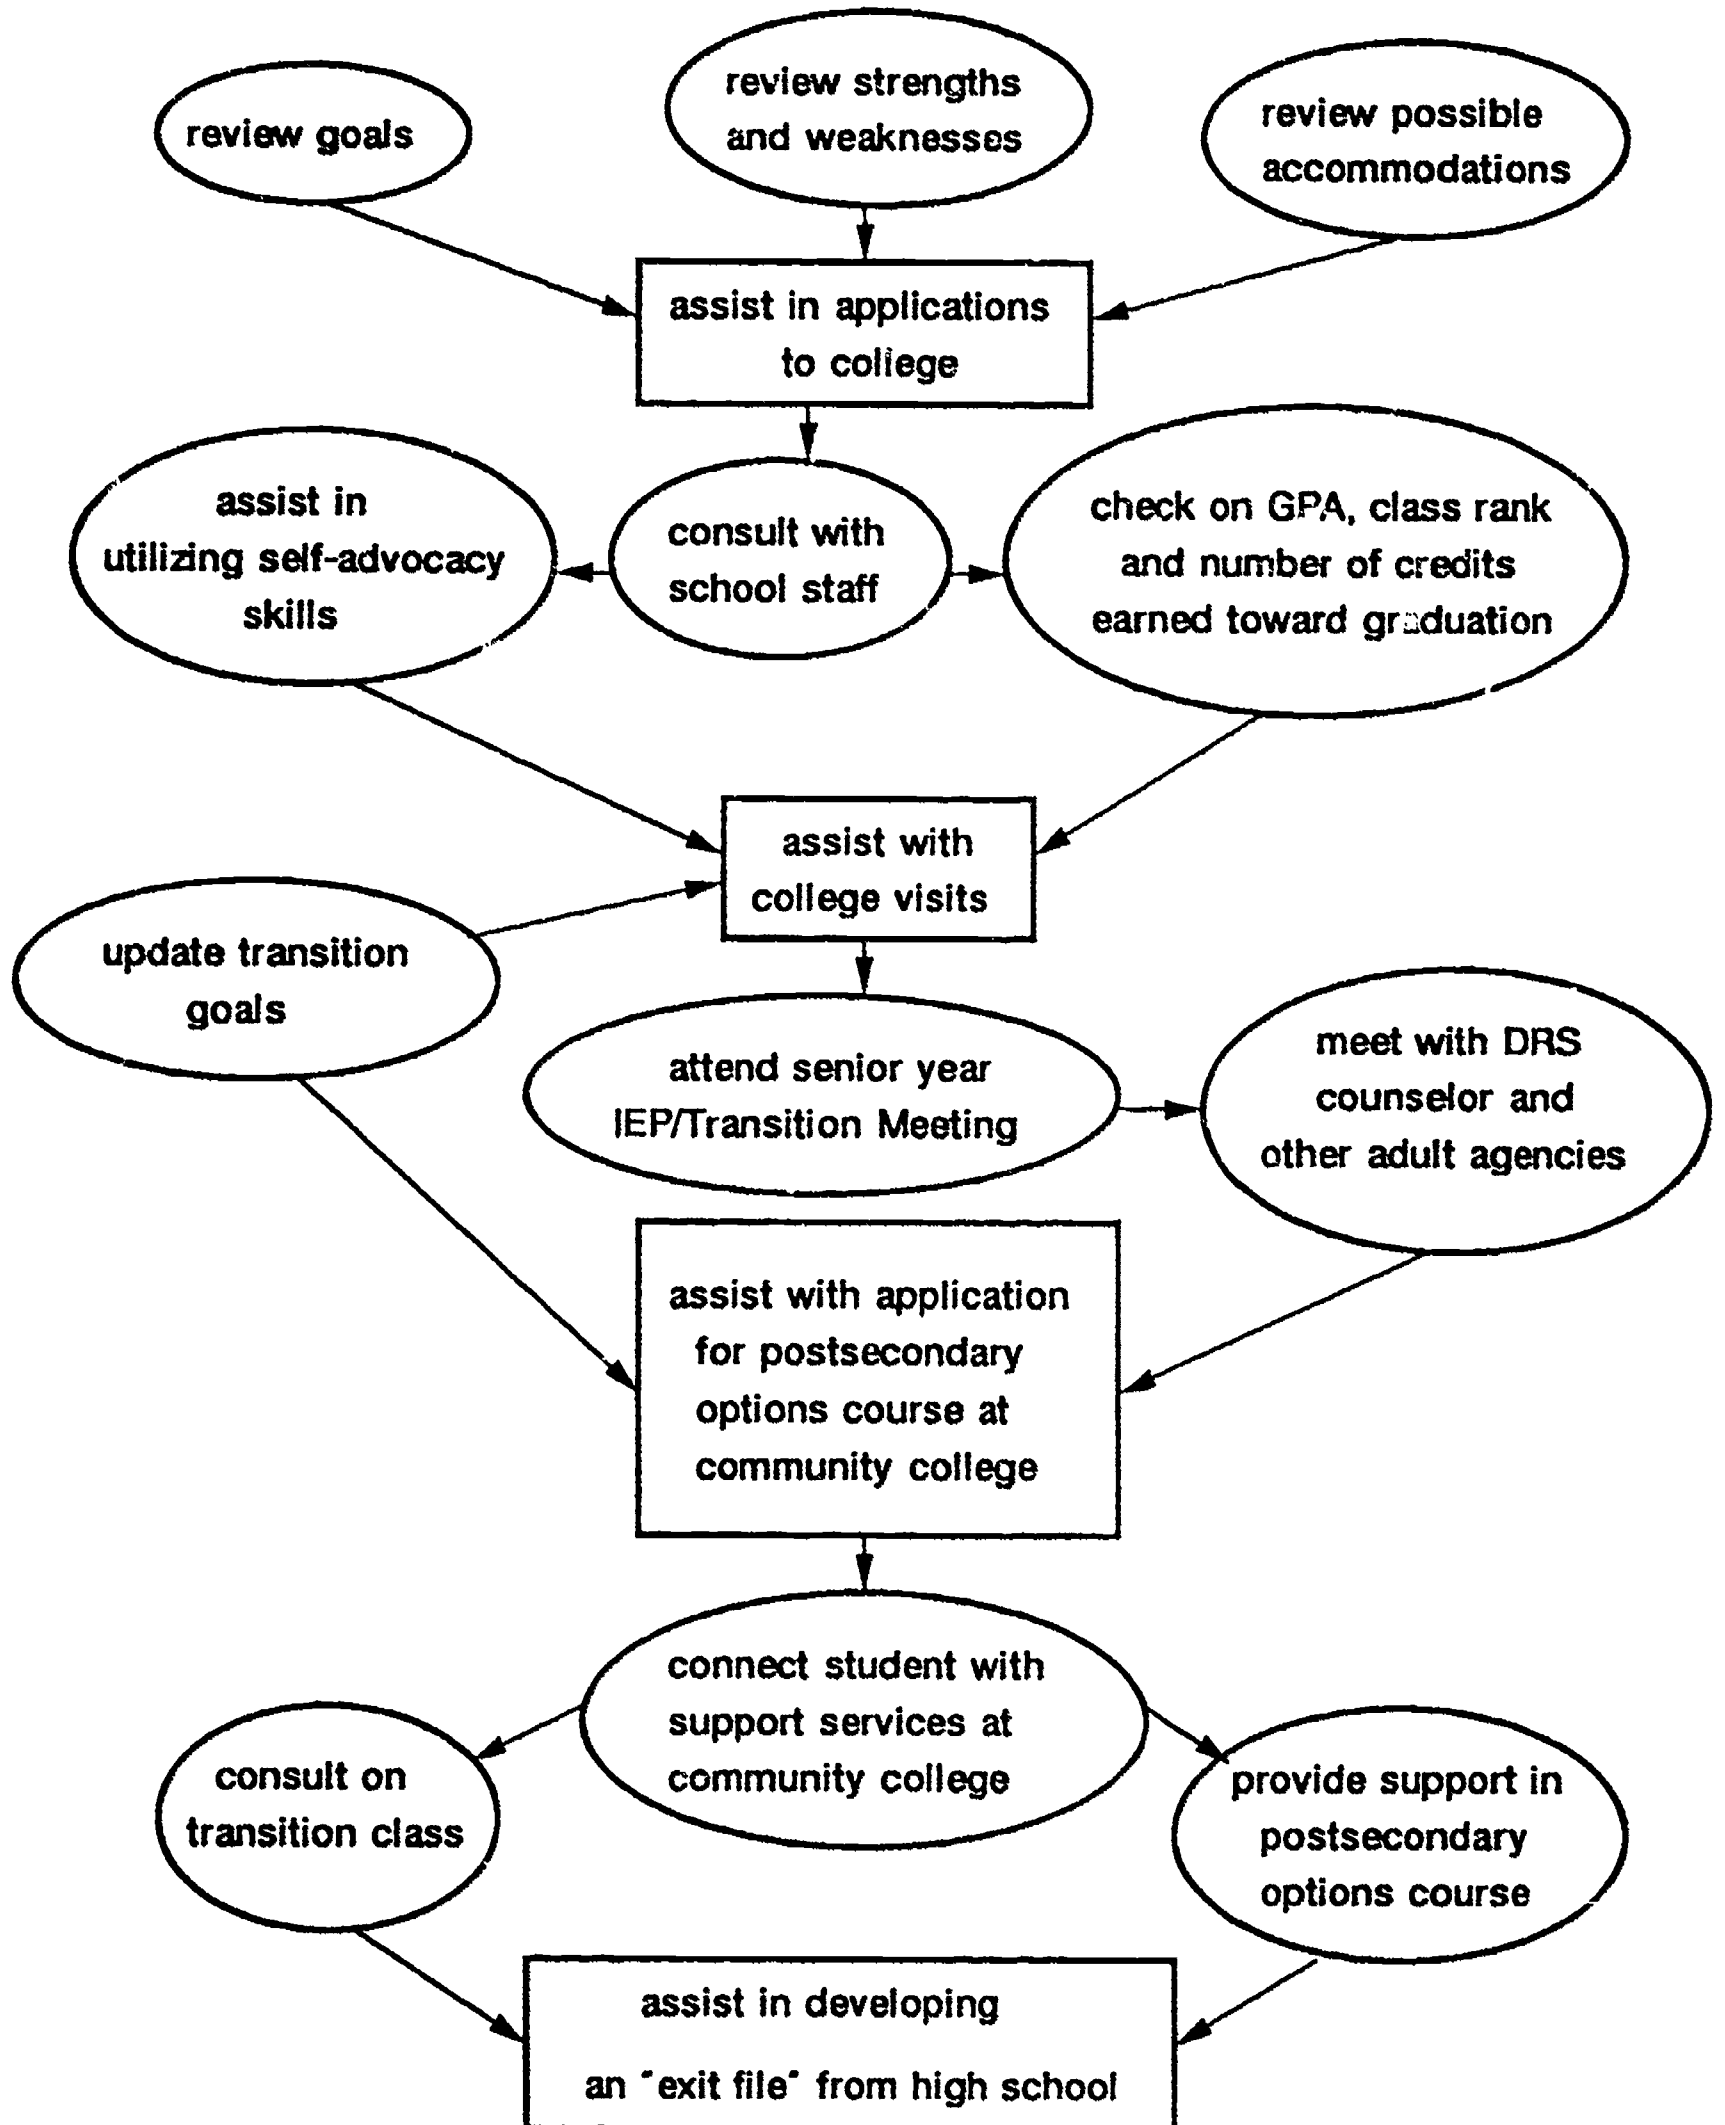 review goals
review strengths
and weaknesses
review possible
accommodations
assist in applications
to college
assist in
utilizing self-advocacy
skills
consult with
school staff
check on GPA, class rank
and number of credits
earned toward graduation
assist with
college visits
update transition
goals
attend senior year
IEP/Transition Meeting
meet with DRS
counselor and
other adult agencies
assist with application
for postsecondary
options course at
community college
connect student with
support services at
community college
consult on
transition class
provide support in
postsecondary
options course
assist in developing
an "exit file" from high school